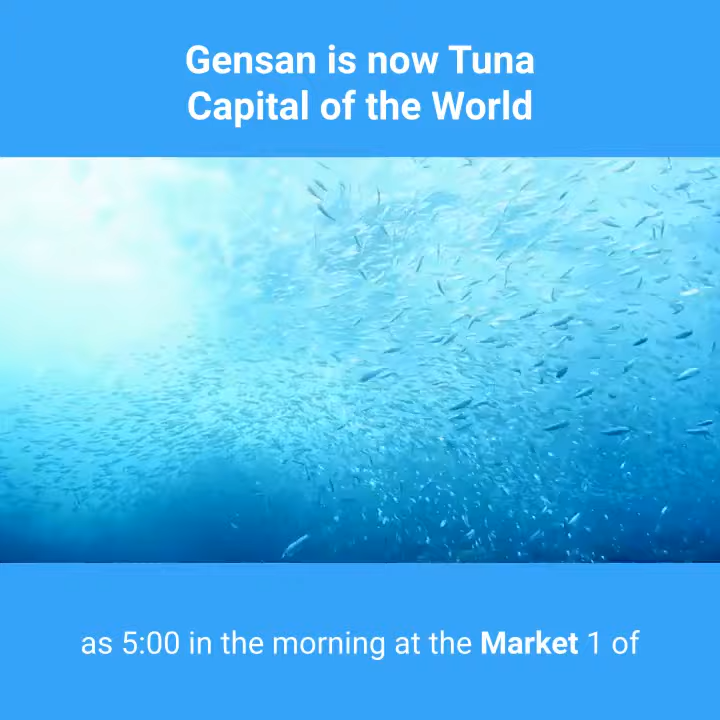 Gensan is now Tuna
Capital of the World
as 5:00 in the morning at the Market 1 of